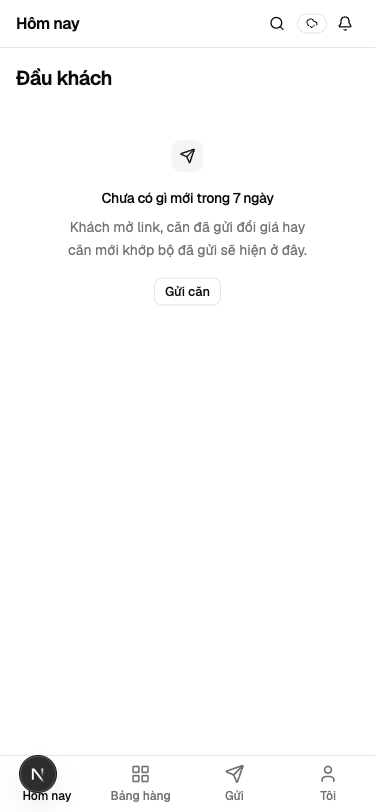 Hôm nay
Đầu khách
Chưa có gì mới trong 7 ngày
Khách mở link, căn đã gửi đổi giá hay
căn mới khớp bộ đã gửi sẽ hiện ở đây.
Gửi căn
N
Hôm nay
Bảng hàng
Gửi
Tôi